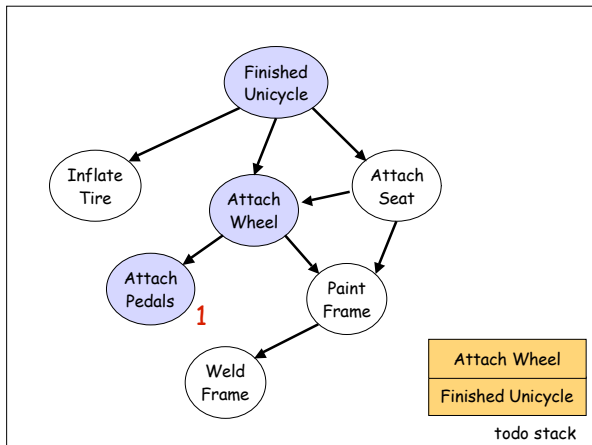 Finished
Unicycle
Inflate
Tire
Attach
Wheel
Attach
Seat
Attach
Pedals
1
Paint
Frame
Weld
Frame
Attach Wheel
Finished Unicycle
todo stack